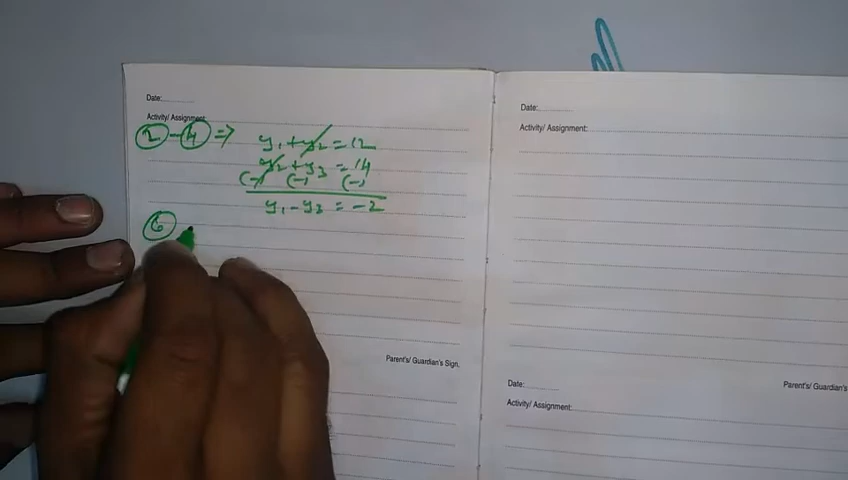 Date:
Activity/ Assignment:
② - ④ ⇒ y₁ + y₂ = 12
y₂ + y₃ = 14
(-) (-) (-)
y₁ - y₃ = -2
⑥
Parent's/ Guardian's Sign.
Date:
Activity/ Assignment:
Date:
Parent's/ Guardian's
Activity/ Assignment: